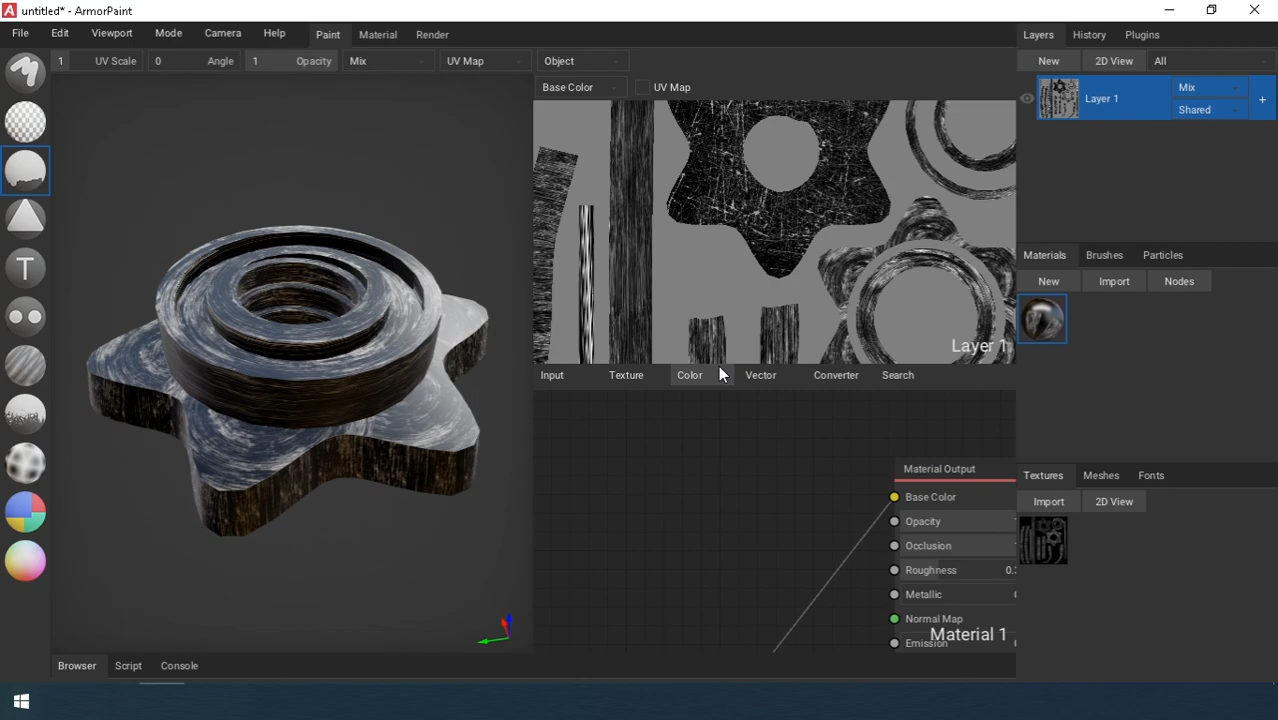 untitled* - ArmorPaint
File Edit Viewport Mode Camera Help Paint Material Render
Layers History Plugins
1 UV Scale 0 Angle 1 Opacity Mix UV Map Object
New 2D View All
Base Color UV Map
Layer 1 Mix
Shared +
Layer 1
Materials Brushes Particles
New Import Nodes
Input Texture Color Vector Converter Search
Material Output
Base Color
Opacity
Occlusion
Roughness 0.
Metallic
Normal Map
Material 1
Emission
Textures Meshes Fonts
Import 2D View
T
Browser Script Console